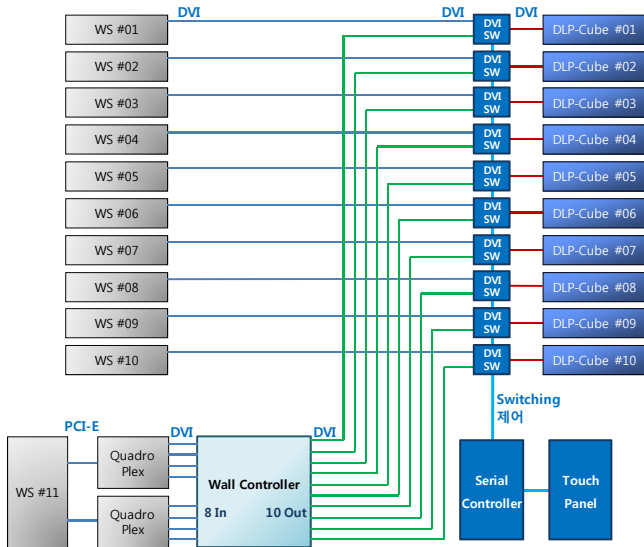 DVI
DVI
DVI
WS #01
DVI
SW
DLP-Cube #01
WS #02
DVI
SW
DLP-Cube #02
WS #03
DVI
SW
DLP-Cube #03
WS #04
DVI
SW
DLP-Cube #04
WS #05
DVI
SW
DLP-Cube #05
WS #06
DVI
SW
DLP-Cube #06
WS #07
DVI
SW
DLP-Cube #07
WS #08
DVI
SW
DLP-Cube #08
WS #09
DVI
SW
DLP-Cube #09
WS #10
DVI
SW
DLP-Cube #10
Switching
제어
PCI-E
DVI
DVI
WS #11
Quadro
Plex
Quadro
Plex
Wall Controller
8 In
10 Out
Serial
Controller
Touch
Panel